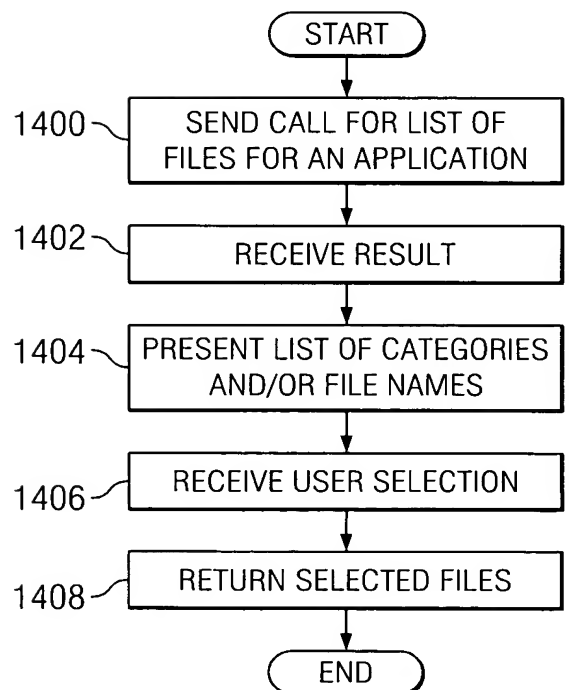 START
1400
SEND CALL FOR LIST OF
FILES FOR AN APPLICATION
1402
RECEIVE RESULT
1404
PRESENT LIST OF CATEGORIES
AND/OR FILE NAMES
1406
RECEIVE USER SELECTION
1408
RETURN SELECTED FILES
END